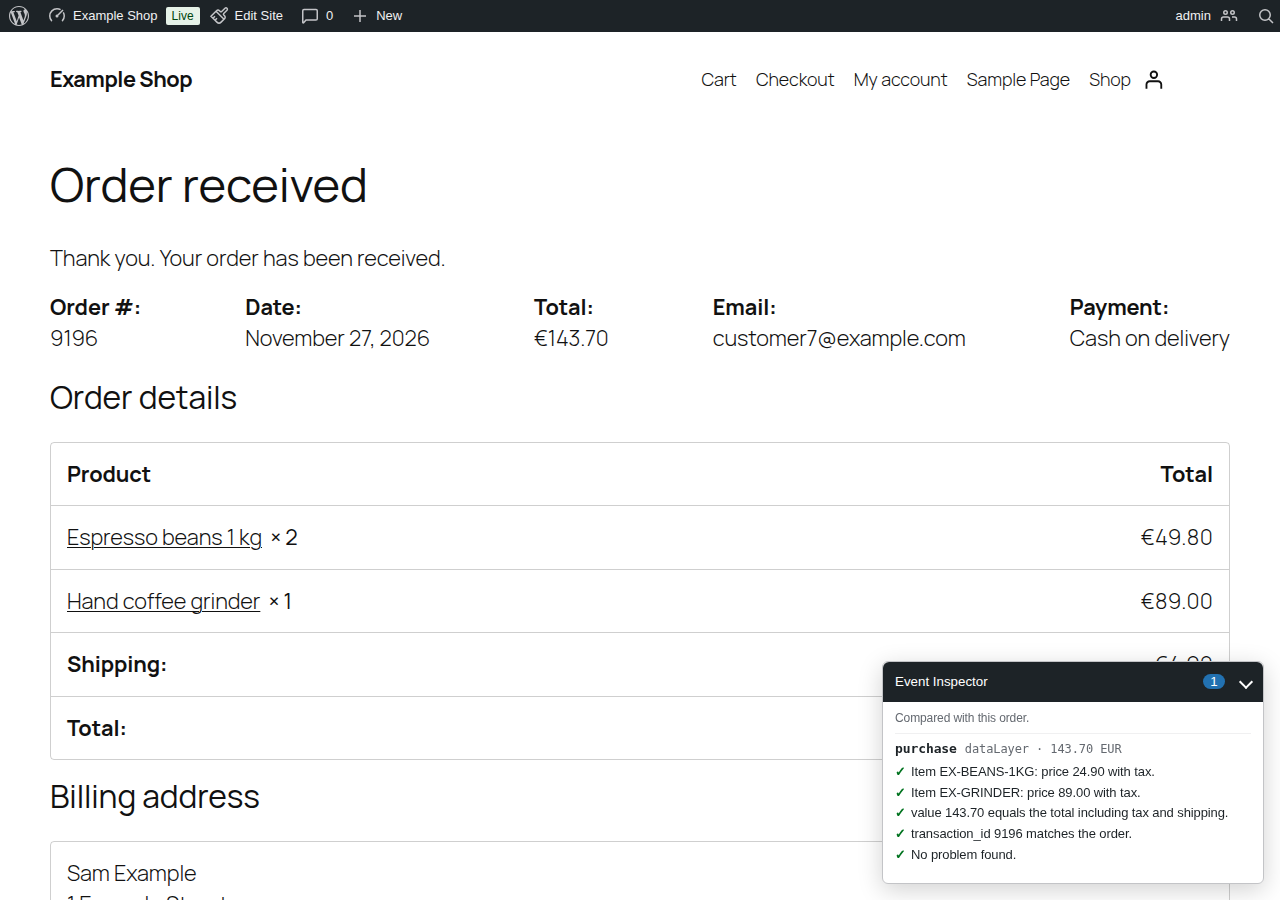 Example Shop Live Edit Site 0 New admin
Example Shop Cart Checkout My account Sample Page Shop
Order received
Thank you. Your order has been received.
Order #: Date: Total: Email: Payment:
9196 November 27, 2026 €143.70 customer7@example.com Cash on delivery
Order details
Product Total
Espresso beans 1 kg × 2 €49.80
Hand coffee grinder × 1 €89.00
Shipping:
Total:
Billing address
Sam Example
Event Inspector 1
Compared with this order.
purchase dataLayer · 143.70 EUR
✓ Item EX-BEANS-1KG: price 24.90 with tax.
✓ Item EX-GRINDER: price 89.00 with tax.
✓ value 143.70 equals the total including tax and shipping.
✓ transaction_id 9196 matches the order.
✓ No problem found.